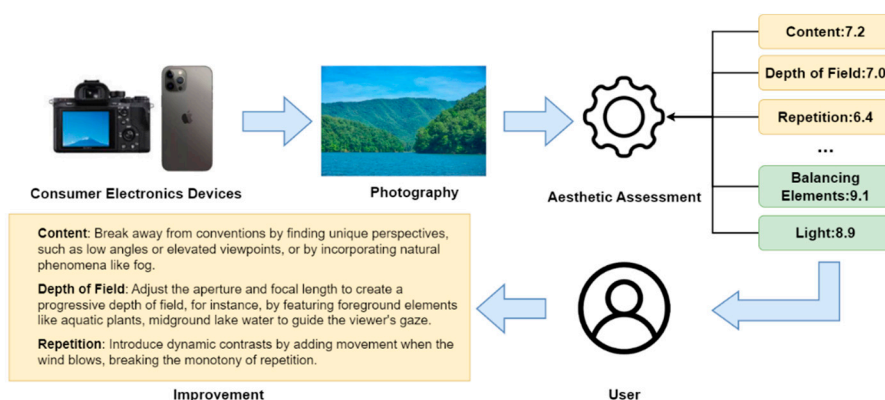 Content:7.2
Depth of Field:7.0
Repetition:6.4
...
Balancing
Elements:9.1
Light:8.9
Consumer Electronics Devices
Photography
Aesthetic Assessment
Content: Break away from conventions by finding unique perspectives,
such as low angles or elevated viewpoints, or by incorporating natural
phenomena like fog.
Depth of Field: Adjust the aperture and focal length to create a
progressive depth of field, for instance, by featuring foreground elements
like aquatic plants, midground lake water to guide the viewer's gaze.
Repetition: Introduce dynamic contrasts by adding movement when the
wind blows, breaking the monotony of repetition.
Improvement
User